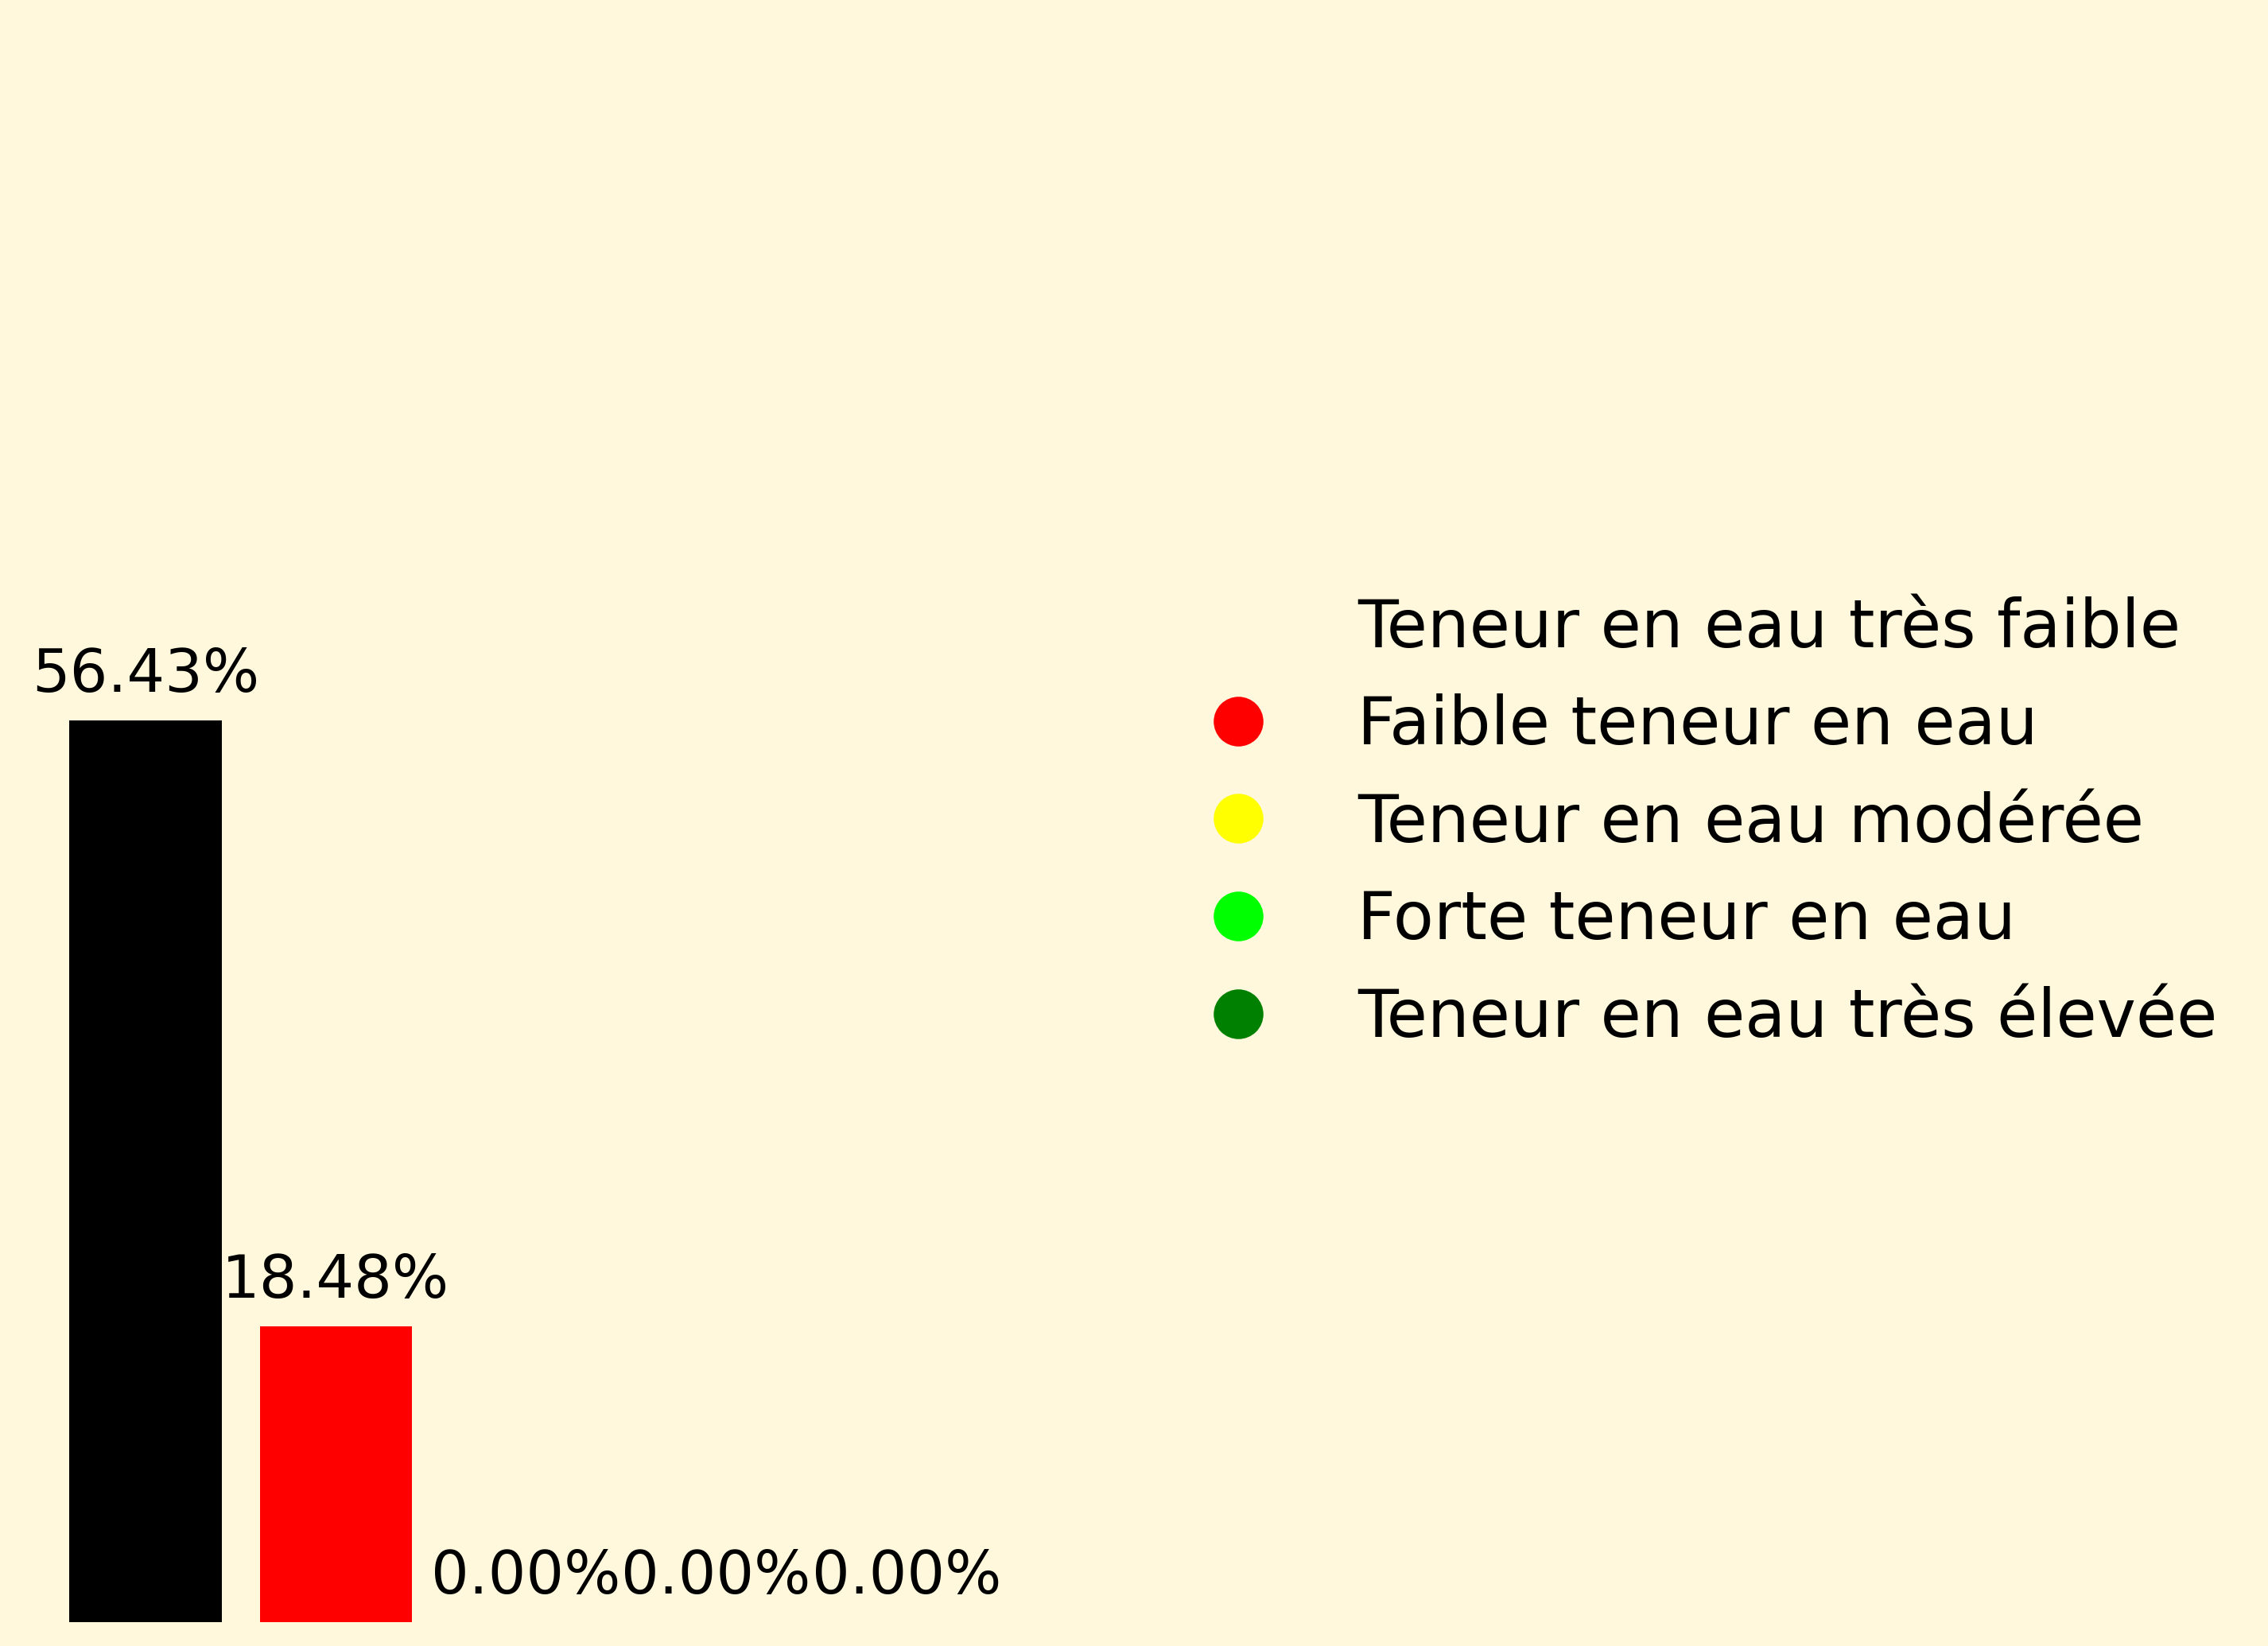 Teneur en eau très faible
56.43%
Faible teneur en eau
Teneur en eau modérée
Forte teneur en eau
Teneur en eau très élevée
18.48%
0.00%0.00%0.00%